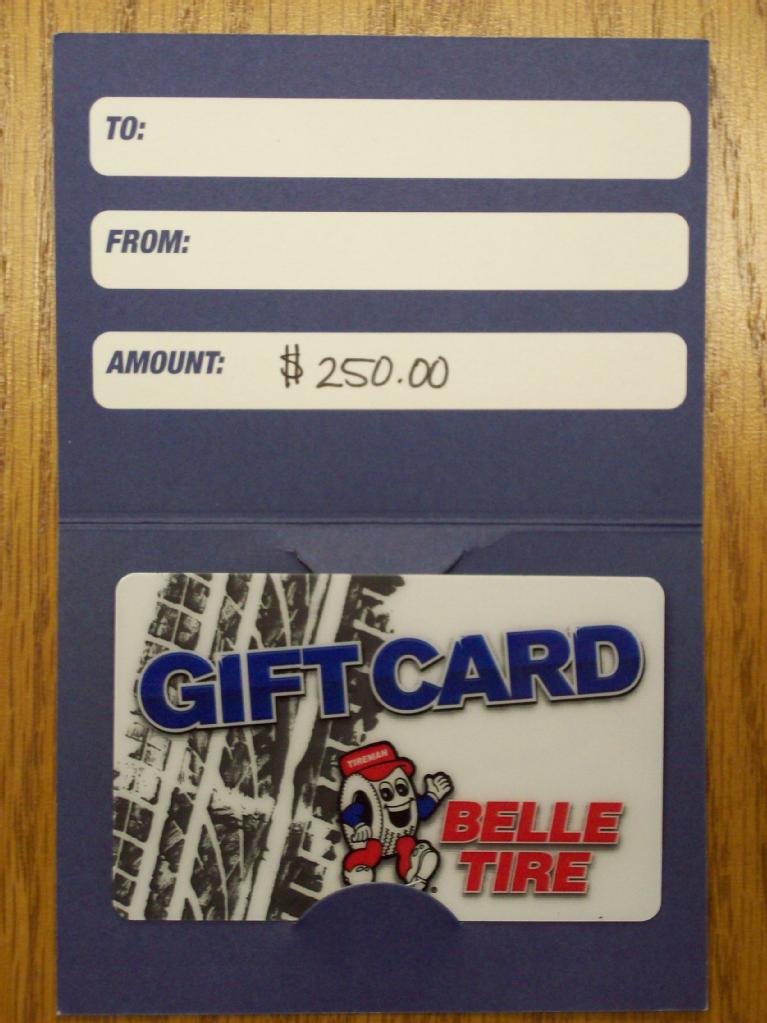 TO:
FROM:
AMOUNT: $ 250.00
GIFT CARD
TIREMAN
BELLE
TIRE